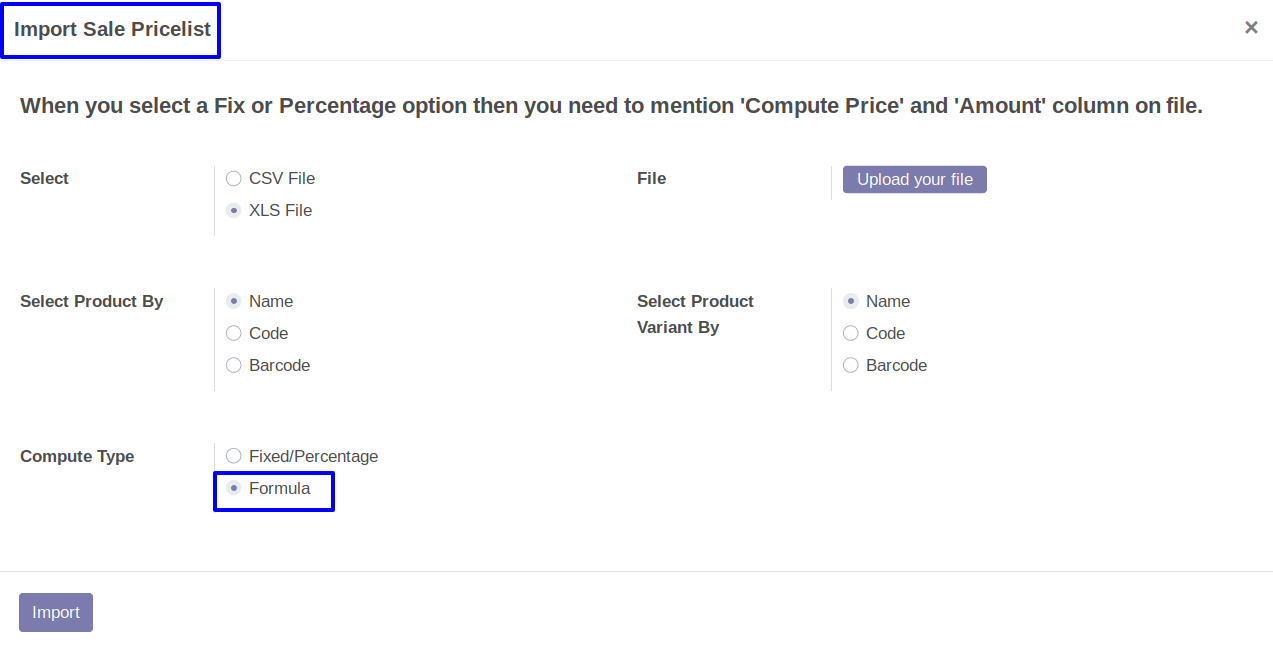 Import Sale Pricelist
×
When you select a Fix or Percentage option then you need to mention 'Compute Price' and 'Amount' column on file.
Select
CSV File
XLS File
File
Upload your file
Select Product By
Name
Code
Barcode
Select Product
Variant By
Name
Code
Barcode
Compute Type
Fixed/Percentage
Formula
Import